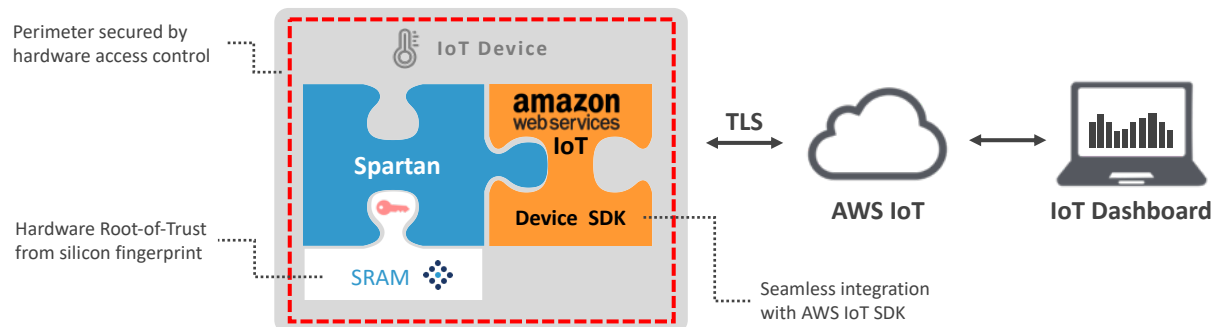 Perimeter secured by
hardware access control
IoT Device
amazon
webservices
IoT
Spartan
Device SDK
TLS
AWS IoT
IoT Dashboard
Hardware Root-of-Trust
from silicon fingerprint
SRAM
Seamless integration
with AWS IoT SDK